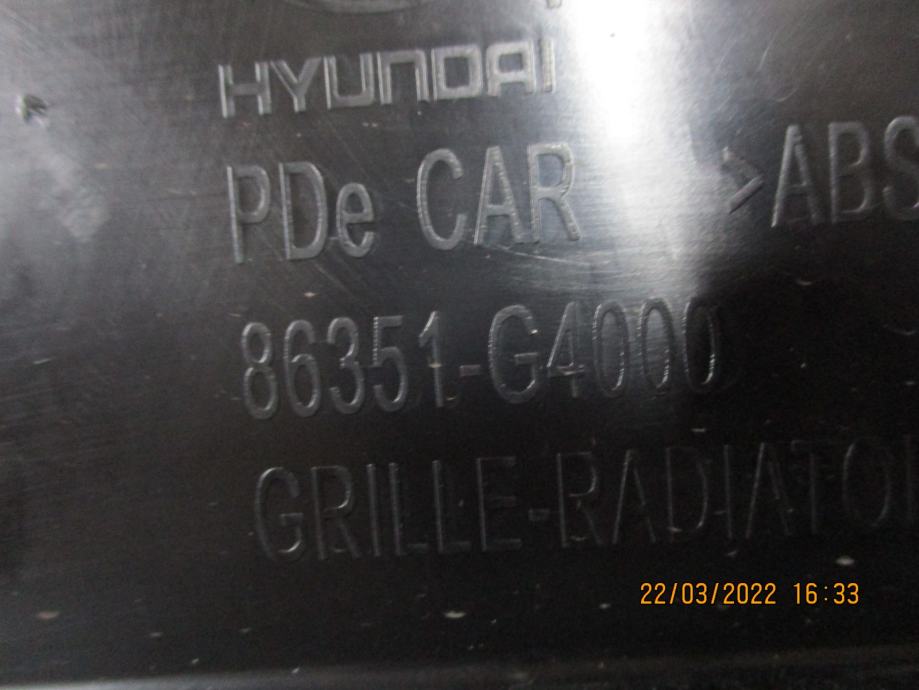 HYUNDAI
PDe CAR >ABS
86351-G4000
GRILLE-RADIATO
22/03/2022 16:33